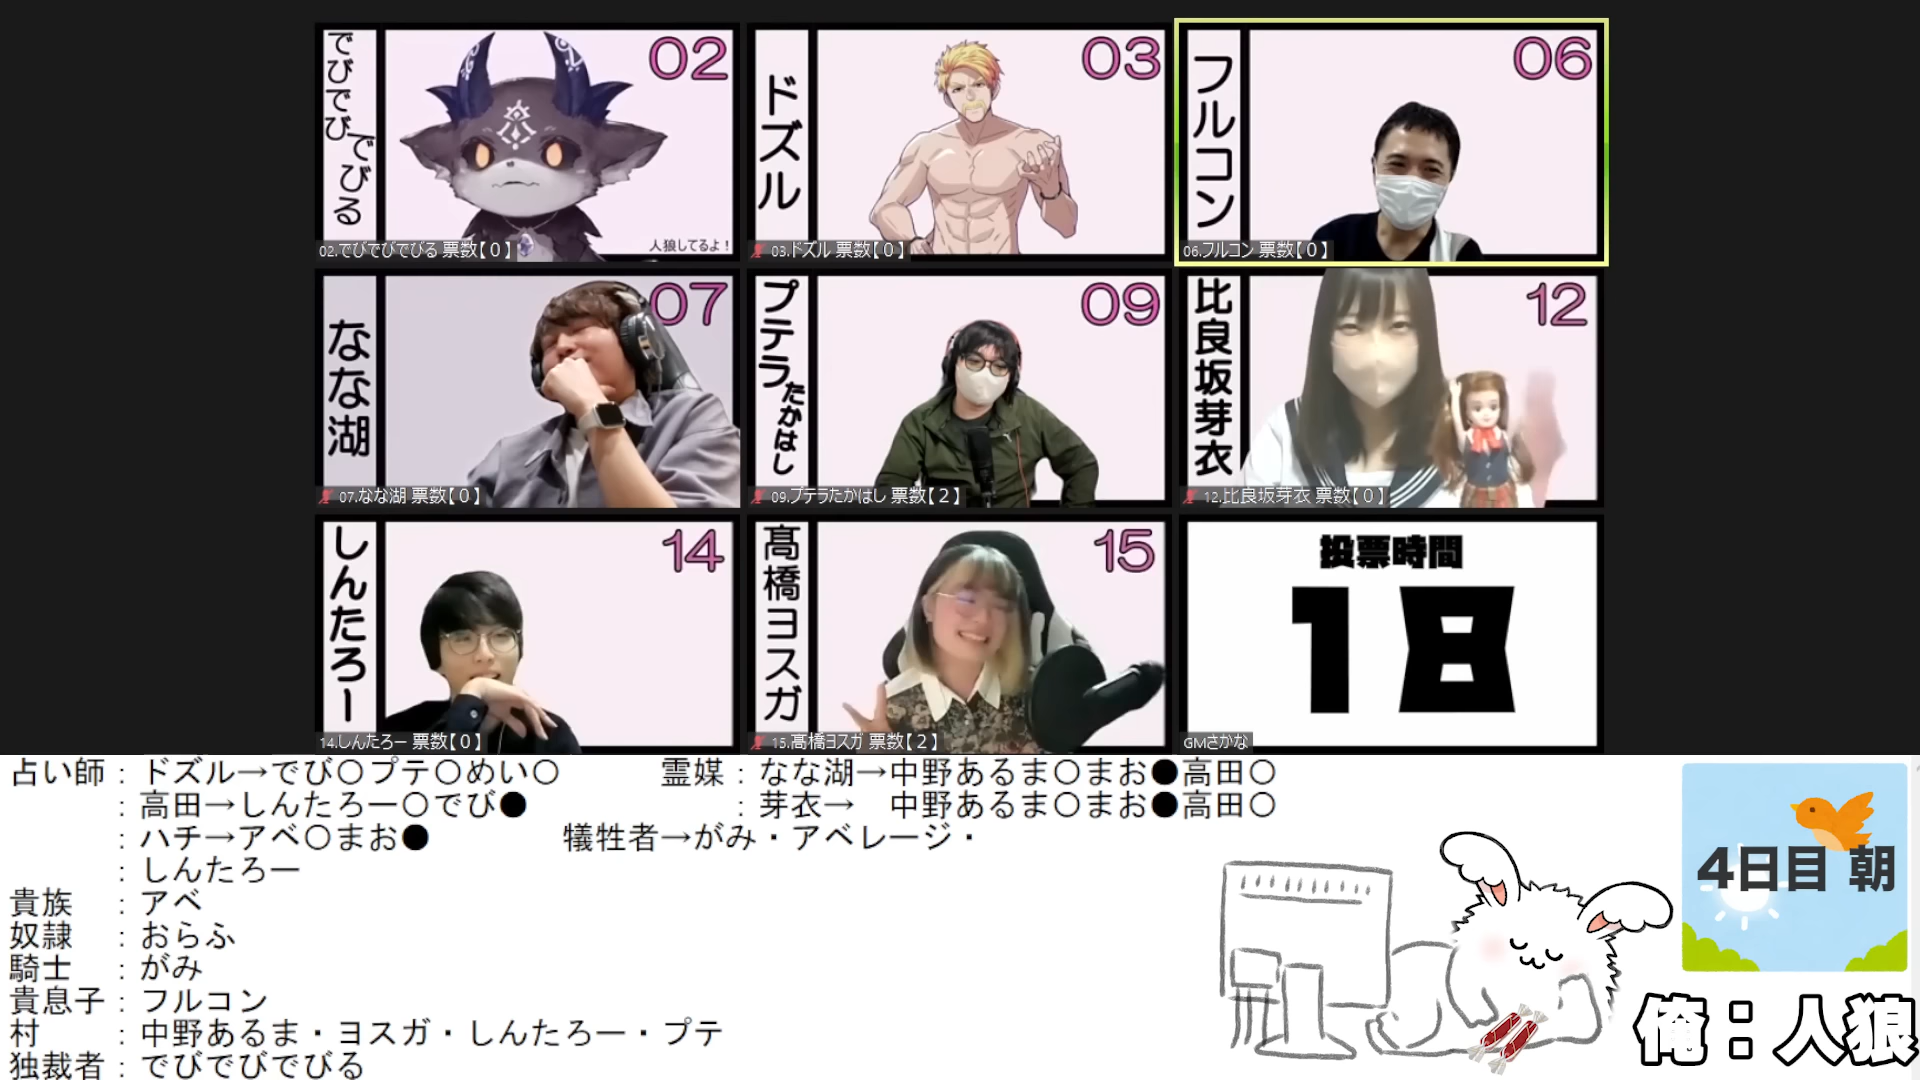 でびでび
でびる
02
人狼してるよ!
02.でびでびでびる 票数【0】
ドズル
03
03.ドズル 票数【0】
フルコン
06
06.フルコン 票数【0】
なな湖
07
07.なな湖 票数【0】
プテラ
たかはし
09
09.プテラたかはし 票数【2】
比良坂芽衣
12
12.比良坂芽衣 票数【0】
しんたろー
14
14.しんたろー 票数【0】
髙橋ヨスガ
15
15.髙橋ヨスガ 票数【2】
投票時間
18
GMさかな
占い師:ドズル→でび〇プテ〇めい〇
:高田→しんたろー〇でび●
:ハチ→アベ〇まお●
:しんたろー
霊媒:なな湖→中野あるま〇まお●高田〇
:芽衣→ 中野あるま〇まお●高田〇
犠牲者→がみ・アベレージ・
貴族:アベ
奴隷:おらふ
騎士:がみ
貴息子:フルコン
村:中野あるま・ヨスガ・しんたろー・プテ
独裁者:でびでびでびる
4日目 朝
俺:人狼